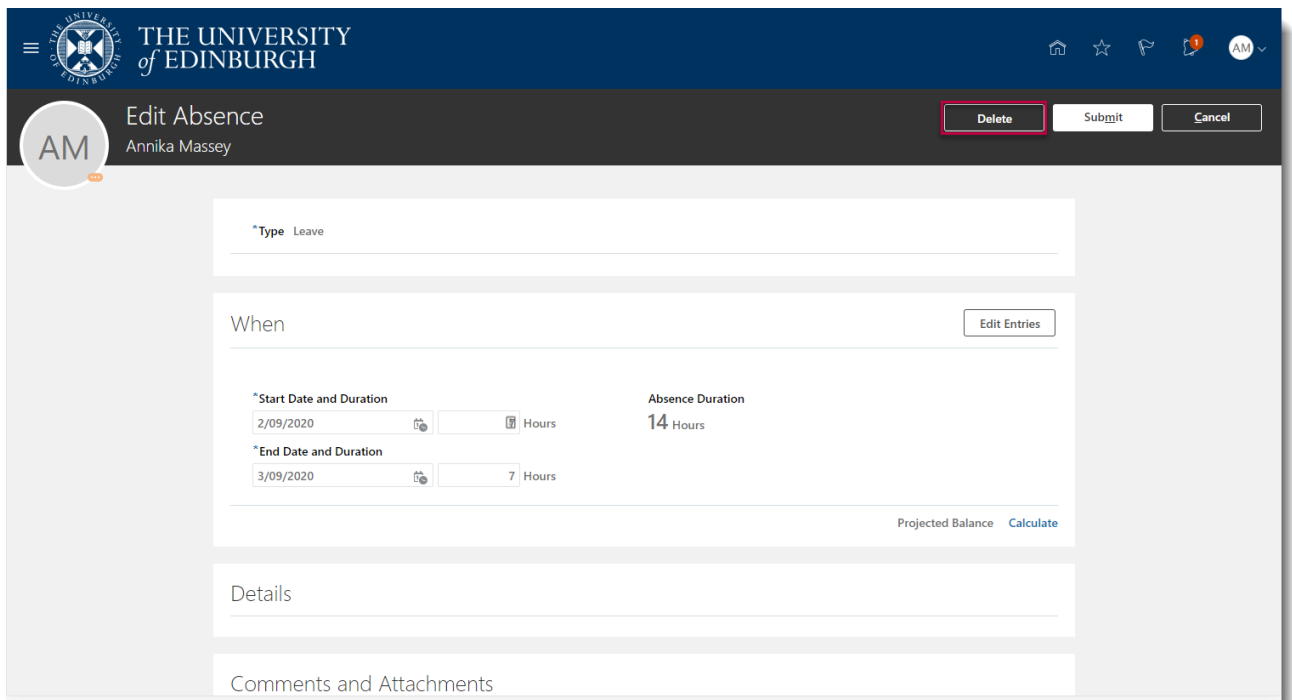 THE UNIVERSITY
of EDINBURGH
1
AM
Edit Absence
Delete
Submit
Cancel
AM
Annika Massey
*Type Leave
When
Edit Entries
*Start Date and Duration
Absence Duration
2/09/2020
Hours
14 Hours
*End Date and Duration
3/09/2020
7 Hours
Projected Balance Calculate
Details
Comments and Attachments